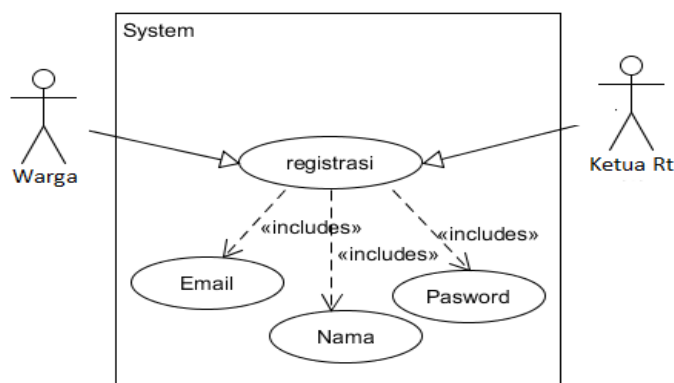 System
Warga
Ketua Rt
registrasi
«includes»
«includes»
«includes»
Email
Pasword
Nama